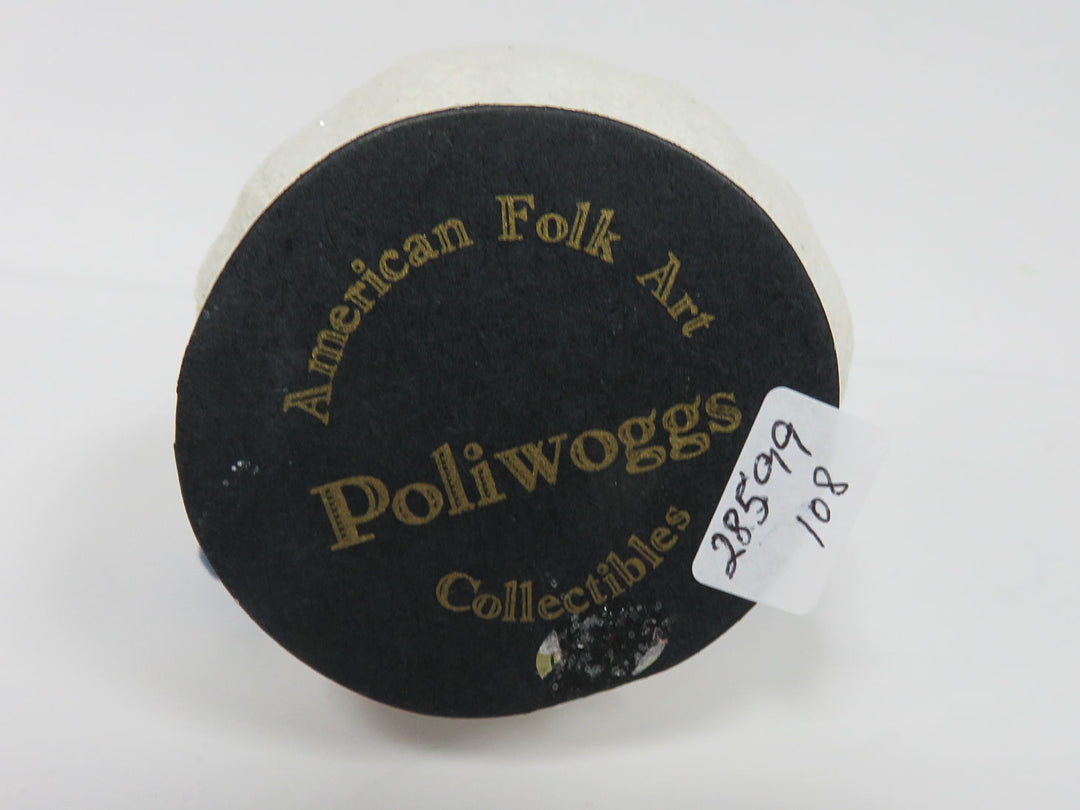 American Folk Art
Poliwoggs
Collectibles
28599
108